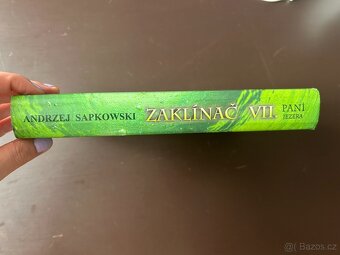 ANDRZEJ SAPKOWSKI ZAKLÍNAČ VII. PANÍ
JEZERA
© Bazos.cz